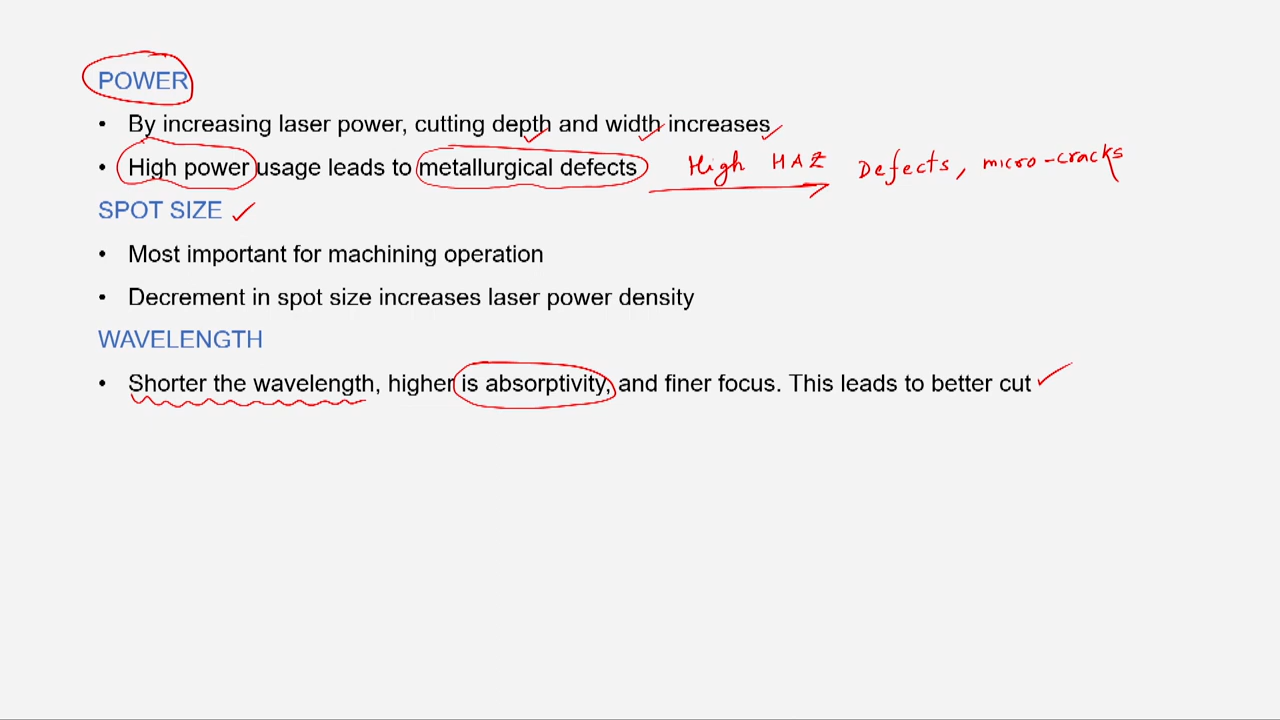 POWER
• By increasing laser power, cutting depth and width increases
• High power usage leads to metallurgical defects High HAZ Defects, micro-cracks
SPOT SIZE
• Most important for machining operation
• Decrement in spot size increases laser power density
WAVELENGTH
• Shorter the wavelength, higher is absorptivity, and finer focus. This leads to better cut